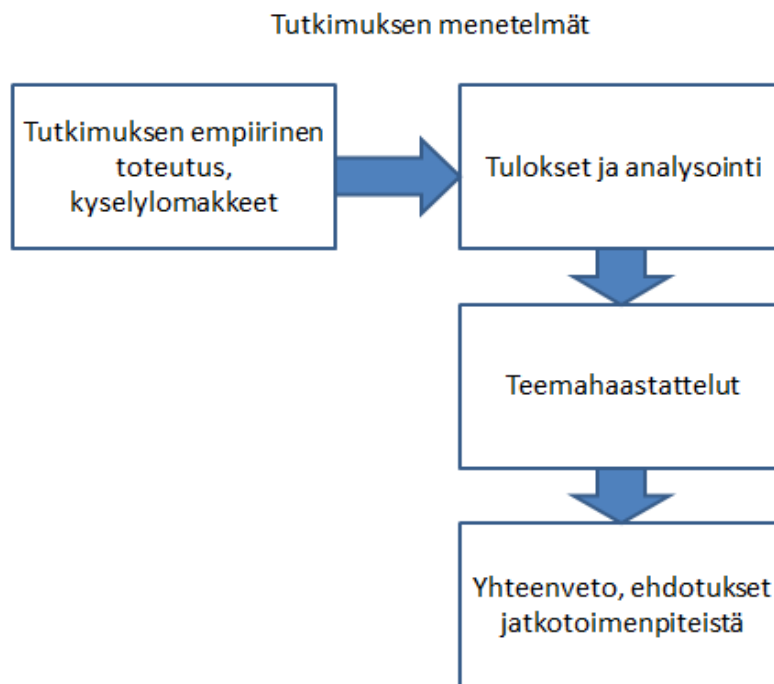 Tutkimuksen menetelmät
Tutkimuksen empiirinen
toteutus,
kyselylomakkeet
Tulokset ja analysointi
Teemahaastattelut
Yhteenveto, ehdotukset
jatkotoimenpiteistä